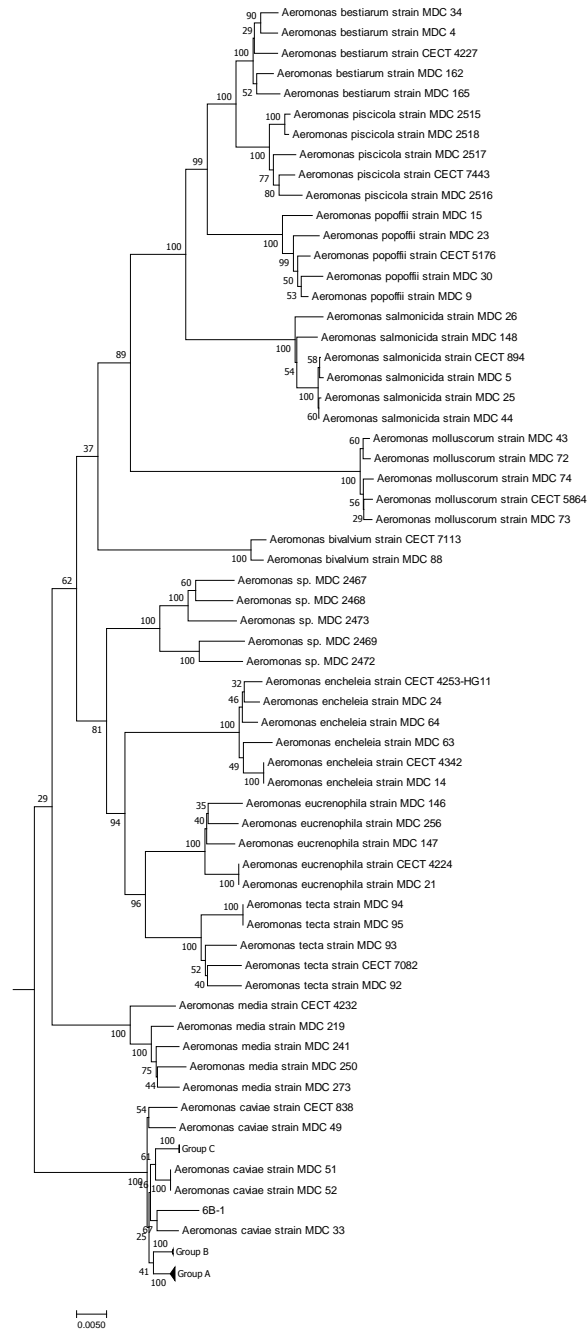 Aeromonas bestiarum strain MDC 34
90
29
Aeromonas bestiarum strain MDC 4
Aeromonas bestiarum strain CECT 4227
100
Aeromonas bestiarum strain MDC 162
52
Aeromonas bestiarum strain MDC 165
100
Aeromonas piscicola strain MDC 2515
100
Aeromonas piscicola strain MDC 2518
100
Aeromonas piscicola strain MDC 2517
99
Aeromonas piscicola strain CECT 7443
77
80
Aeromonas piscicola strain MDC 2516
Aeromonas popoffii strain MDC 15
100
Aeromonas popoffii strain MDC 23
100
Aeromonas popoffii strain CECT 5176
99
Aeromonas popoffii strain MDC 30
50
53
Aeromonas popoffii strain MDC 9
Aeromonas salmonicida strain MDC 26
Aeromonas salmonicida strain MDC 148
100
89
Aeromonas salmonicida strain CECT 894
58
54
Aeromonas salmonicida strain MDC 5
Aeromonas salmonicida strain MDC 25
100
60
Aeromonas salmonicida strain MDC 44
Aeromonas molluscorum strain MDC 43
60
37
Aeromonas molluscorum strain MDC 72
Aeromonas molluscorum strain MDC 74
100
Aeromonas molluscorum strain CECT 5864
56
29
Aeromonas molluscorum strain MDC 73
Aeromonas bivalvium strain CECT 7113
100
Aeromonas bivalvium strain MDC 88
62
Aeromonas sp. MDC 2467
60
Aeromonas sp. MDC 2468
100
Aeromonas sp. MDC 2473
100
Aeromonas sp. MDC 2469
100
Aeromonas sp. MDC 2472
Aeromonas encheleia strain CECT 4253-HG11
32
Aeromonas encheleia strain MDC 24
46
Aeromonas encheleia strain MDC 64
100
81
Aeromonas encheleia strain MDC 63
Aeromonas encheleia strain CECT 4342
49
100
Aeromonas encheleia strain MDC 14
29
Aeromonas eucrenophila strain MDC 146
35
Aeromonas eucrenophila strain MDC 256
40
94
Aeromonas eucrenophila strain MDC 147
100
Aeromonas eucrenophila strain CECT 4224
100
Aeromonas eucrenophila strain MDC 21
96
Aeromonas tecta strain MDC 94
100
Aeromonas tecta strain MDC 95
Aeromonas tecta strain MDC 93
100
Aeromonas tecta strain CECT 7082
52
40
Aeromonas tecta strain MDC 92
Aeromonas media strain CECT 4232
Aeromonas media strain MDC 219
100
Aeromonas media strain MDC 241
100
Aeromonas media strain MDC 250
75
44
Aeromonas media strain MDC 273
Aeromonas caviae strain CECT 838
54
Aeromonas caviae strain MDC 49
100
Group C
61
Aeromonas caviae strain MDC 51
100
16
100
Aeromonas caviae strain MDC 52
6B-1
Aeromonas caviae strain MDC 33
67
25
100
Group B
41
Group A
100
0.0050